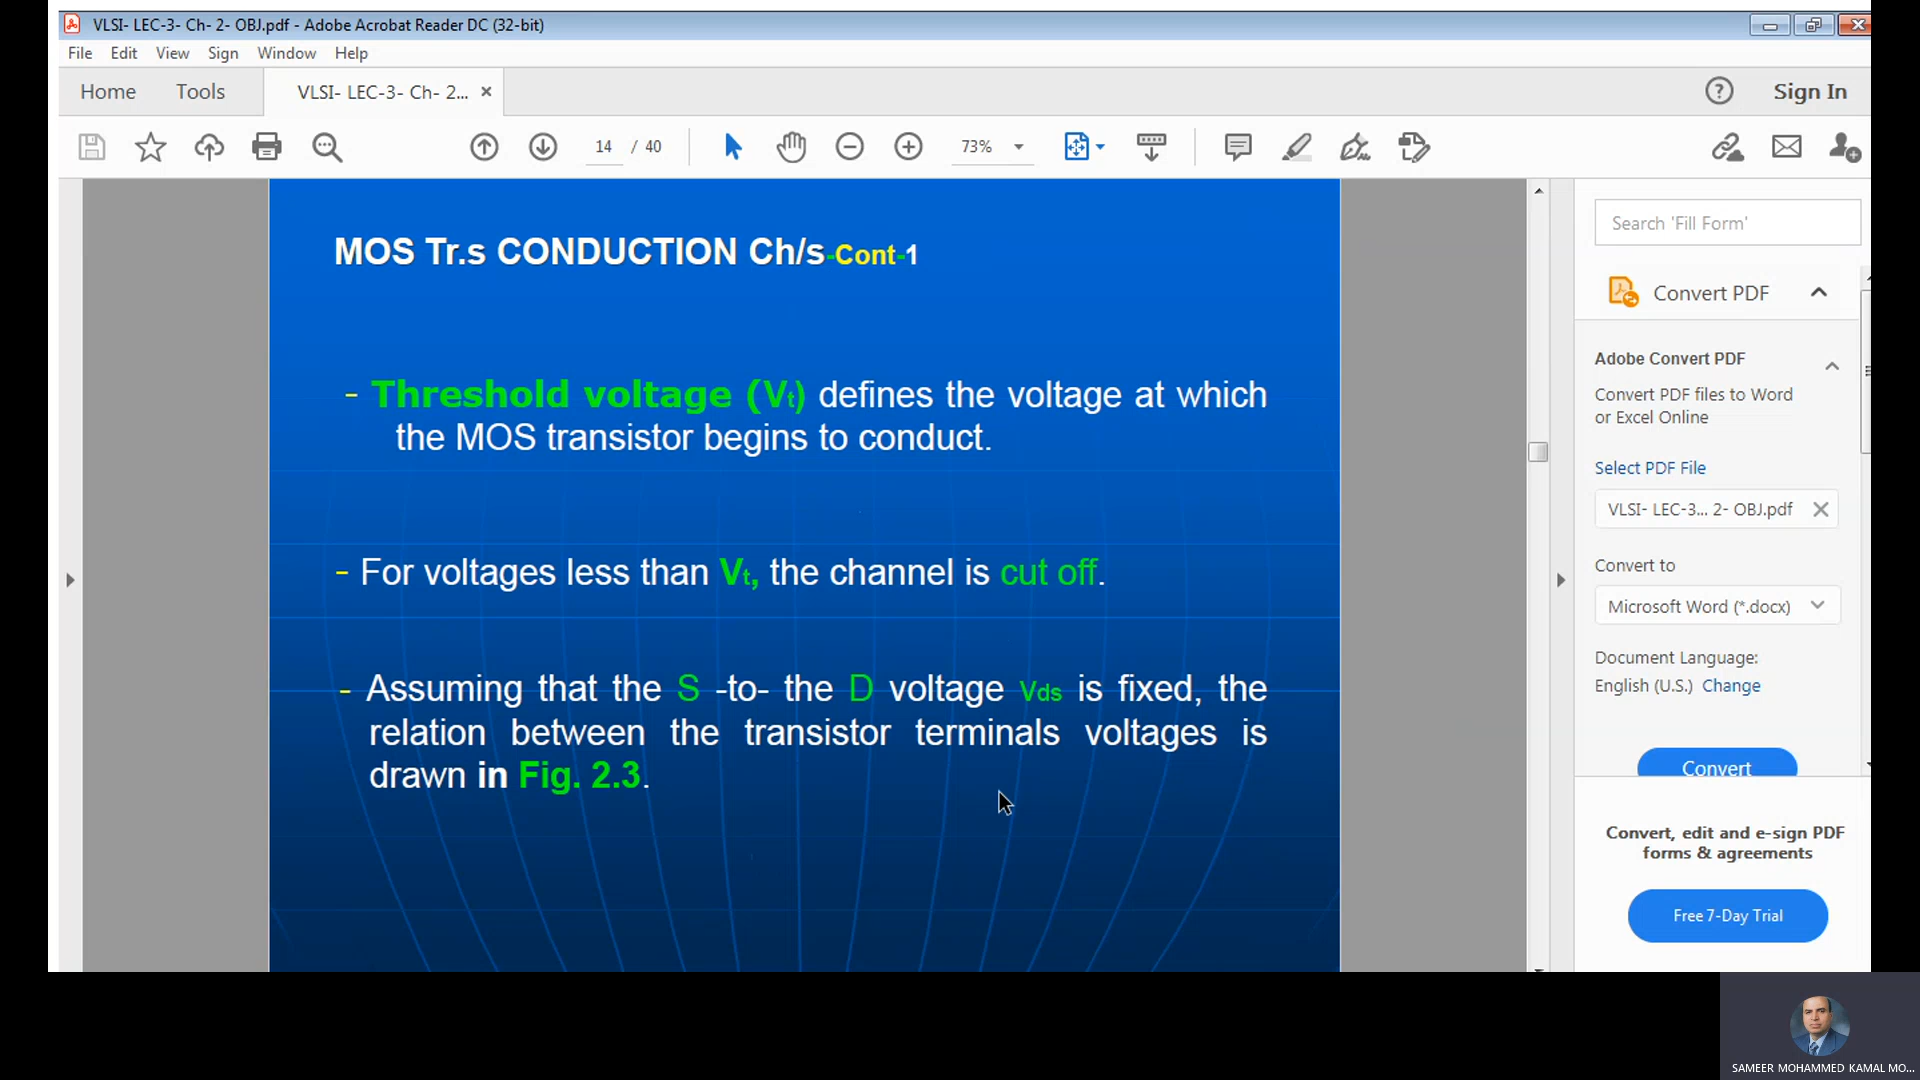 VLSI- LEC-3- Ch- 2- OBJ.pdf - Adobe Acrobat Reader DC (32-bit)
File Edit View Sign Window Help
Home Tools VLSI- LEC-3- Ch- 2... Sign In
14 / 40 73%
MOS Tr.s CONDUCTION Ch/s-Cont-1
- Threshold voltage (Vt) defines the voltage at which
the MOS transistor begins to conduct.
- For voltages less than Vt, the channel is cut off.
- Assuming that the S -to- the D voltage Vds is fixed, the
relation between the transistor terminals voltages is
drawn in Fig. 2.3.
Search 'Fill Form'
Convert PDF
Adobe Convert PDF
Convert PDF files to Word
or Excel Online
Select PDF File
VLSI- LEC-3... 2- OBJ.pdf
Convert to
Microsoft Word (*.docx)
Document Language:
English (U.S.) Change
Convert
Convert, edit and e-sign PDF
forms & agreements
Free 7-Day Trial
SAMEER MOHAMMED KAMAL MO...